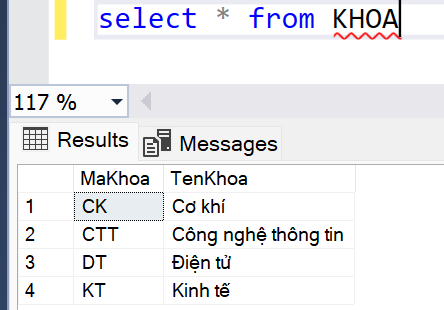 select * from KHOA
117 %
Results Messages
MaKhoa TenKhoa
1 CK Cơ khí
2 CTT Công nghệ thông tin
3 DT Điện tử
4 KT Kinh tế